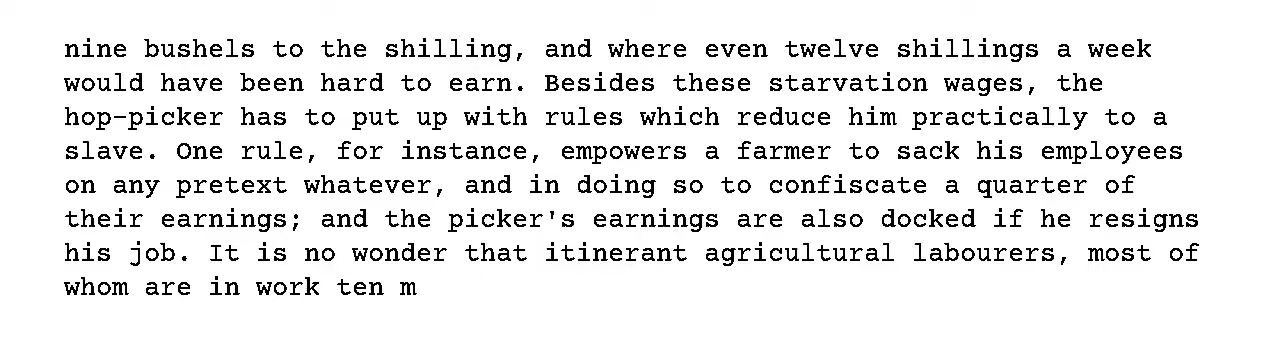 nine bushels to the shilling, and where even twelve shillings a week
would have been hard to earn. Besides these starvation wages, the
hop-picker has to put up with rules which reduce him practically to a
slave. One rule, for instance, empowers a farmer to sack his employees
on any pretext whatever, and in doing so to confiscate a quarter of
their earnings; and the picker's earnings are also docked if he resigns
his job. It is no wonder that itinerant agricultural labourers, most of
whom are in work ten m